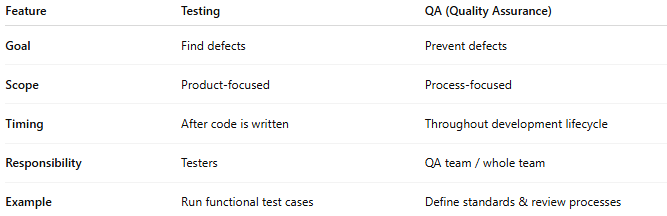 Feature Testing QA (Quality Assurance)
Goal Find defects Prevent defects
Scope Product-focused Process-focused
Timing After code is written Throughout development lifecycle
Responsibility Testers QA team / whole team
Example Run functional test cases Define standards & review processes